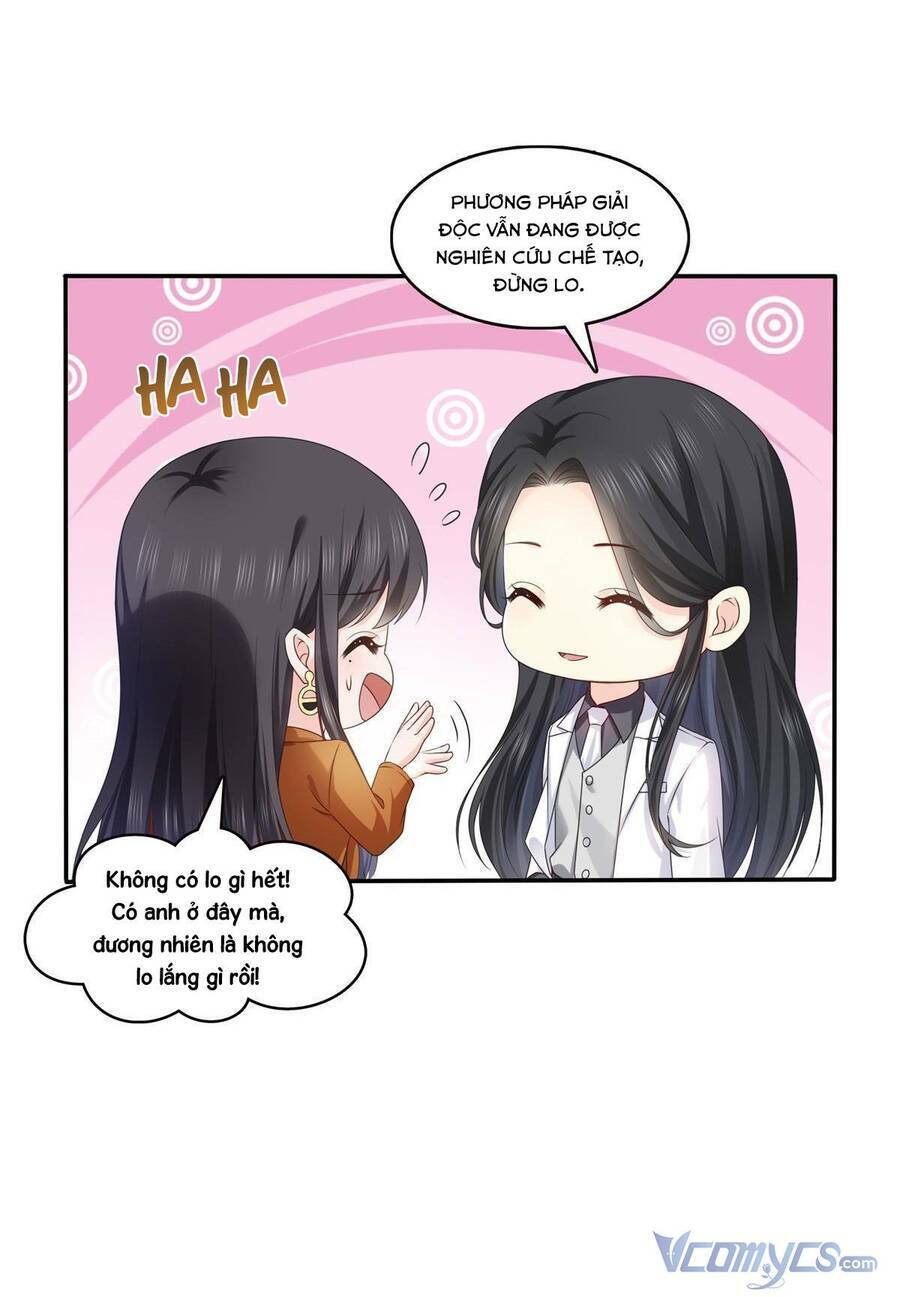 PHƯƠNG PHÁP GIẢI
ĐỘC VẪN ĐANG ĐƯỢC
NGHIÊN CỨU CHẾ TẠO,
ĐỪNG LO.
HA HA
Không có lo gì hết!
Có anh ở đây mà,
đương nhiên là không
lo lắng gì rồi!
VCOMYCS.com